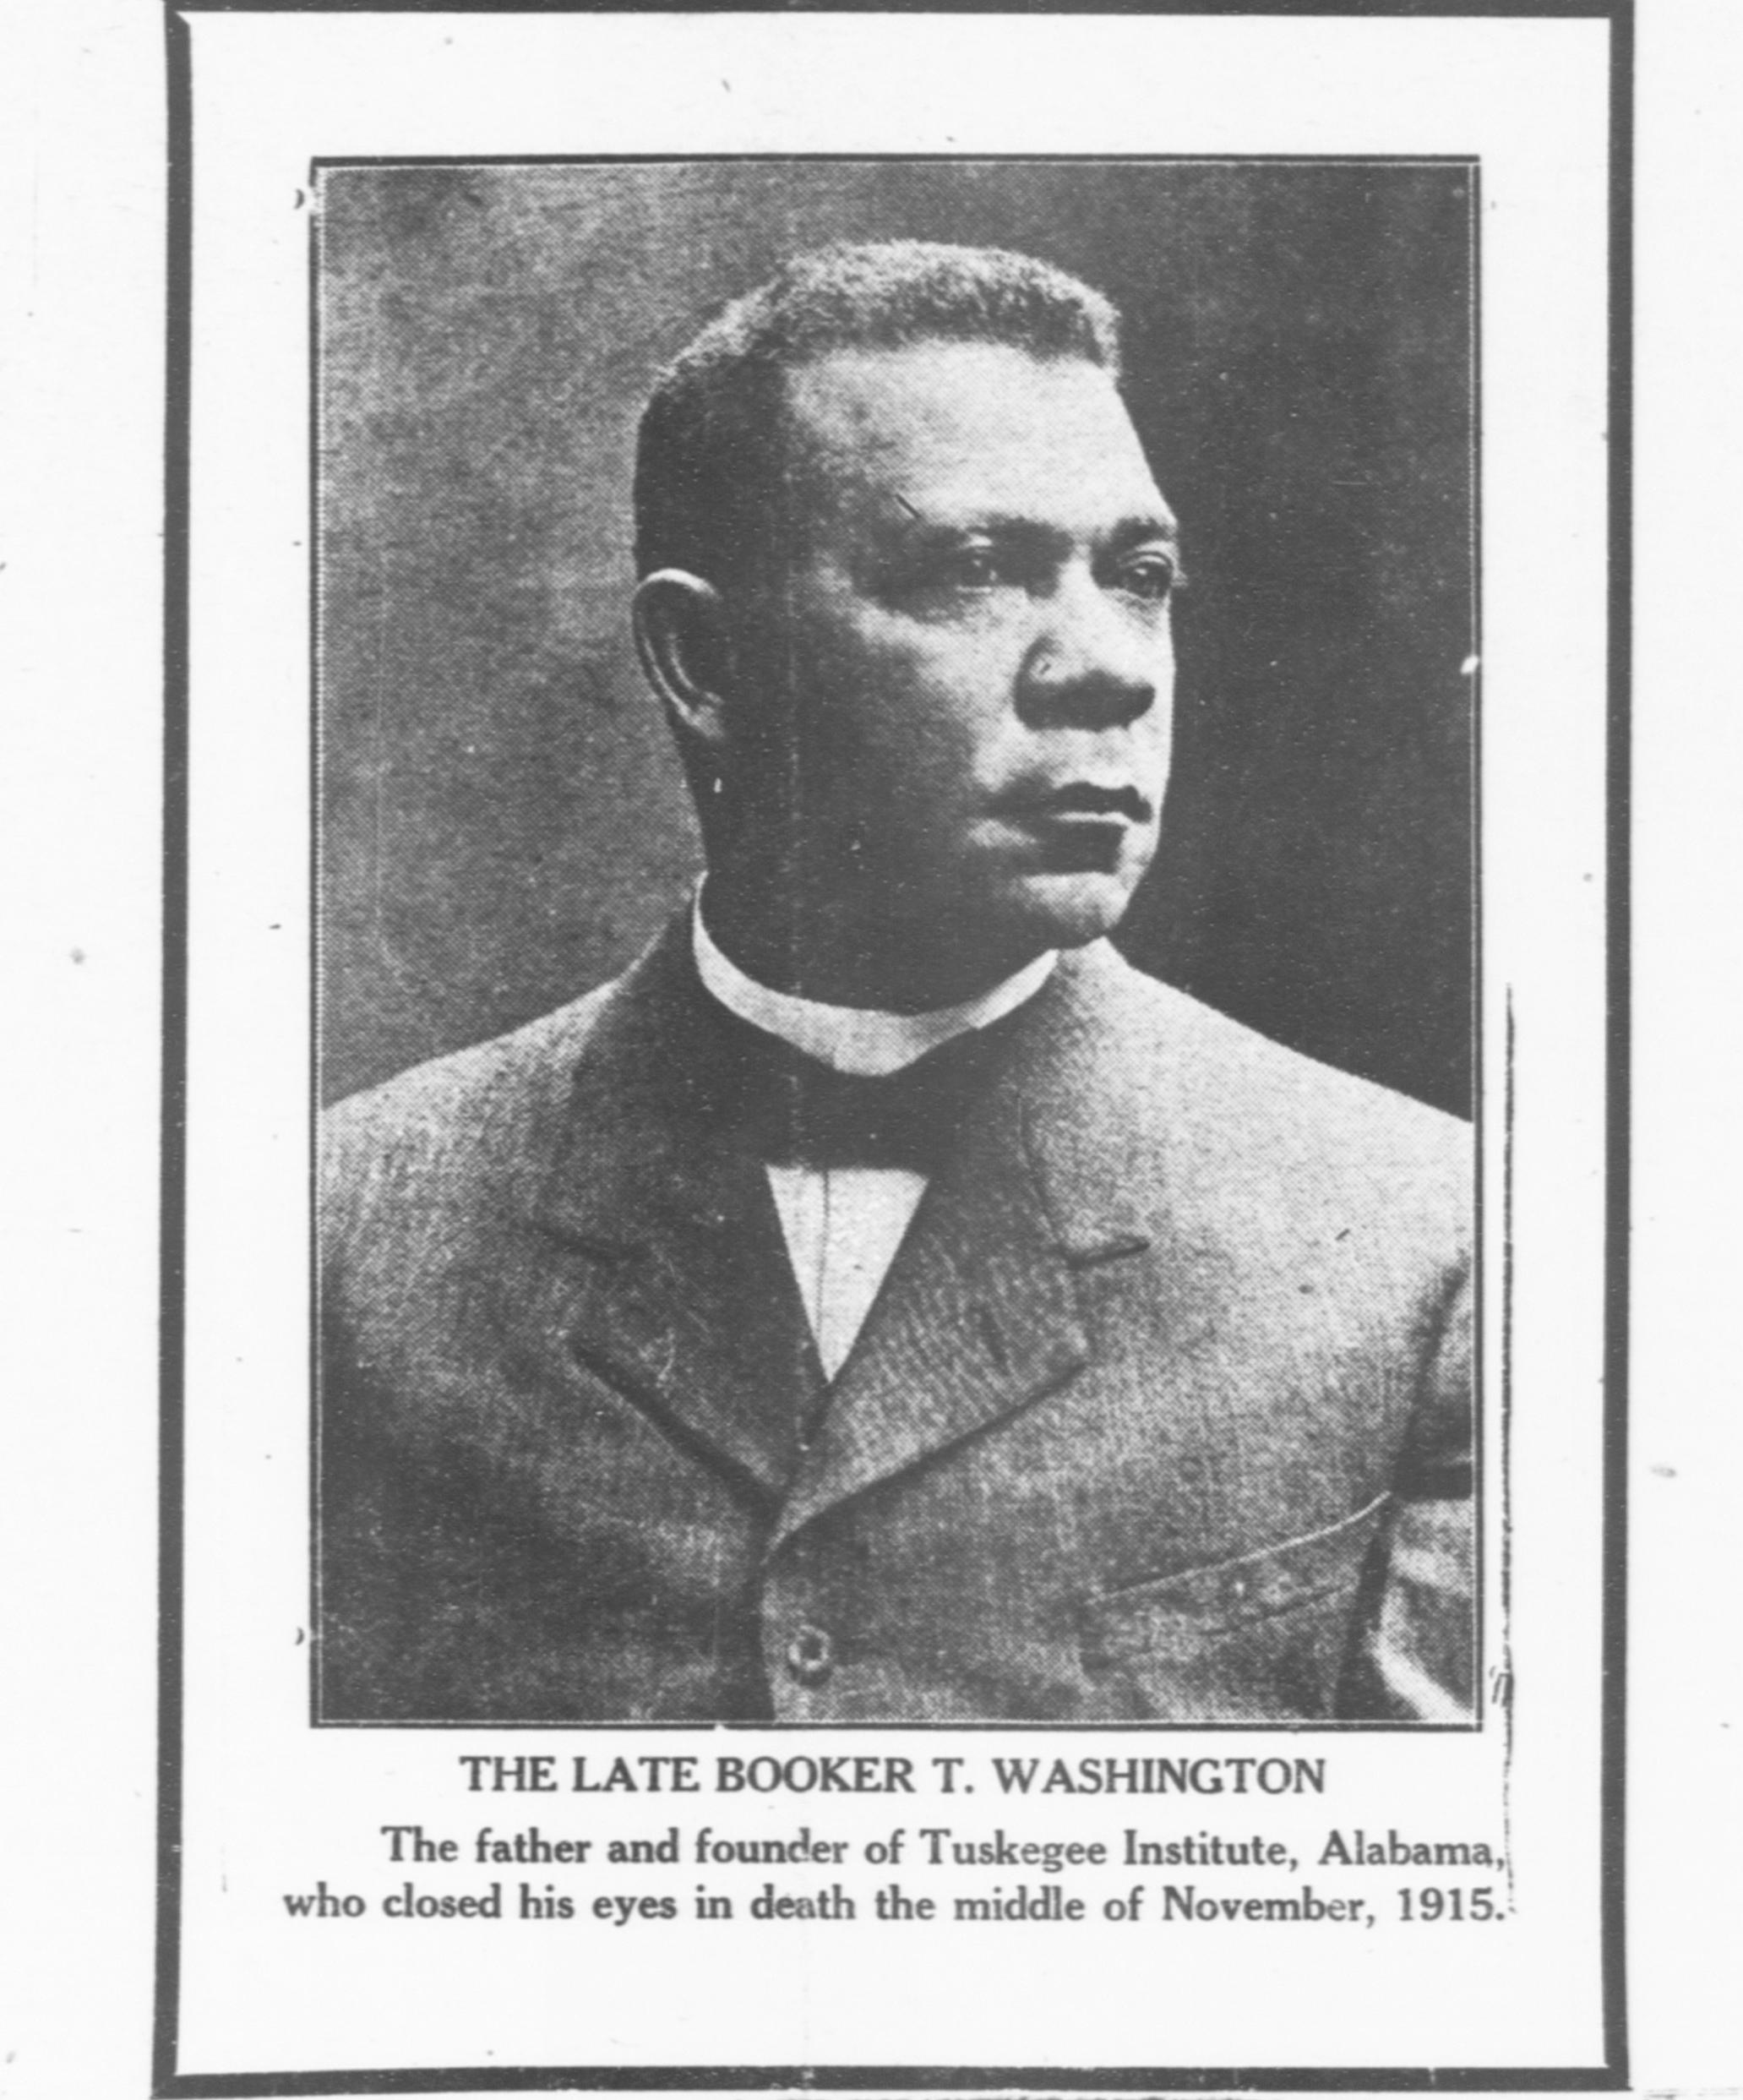 THE LATE BOOKER T. WASHINGTON
The father and founder of Tuskegee Institute, Alabama,
who closed his eyes in death the middle of November, 1915.